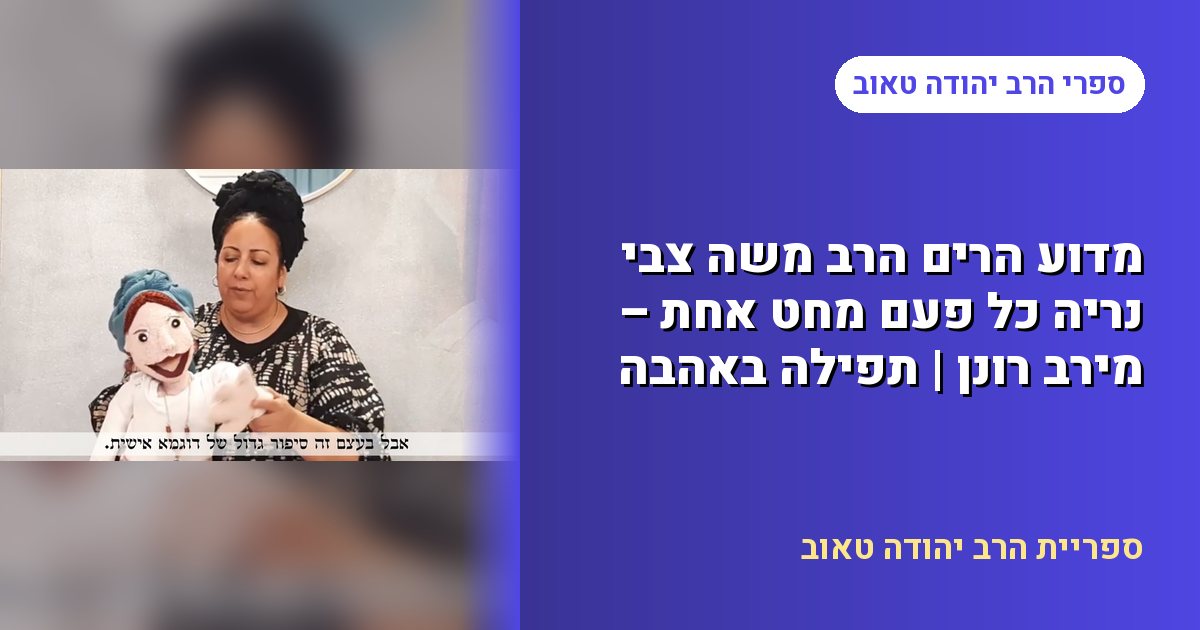 ספרי הרב יהודה טאוב
מדוע הרים הרב משה צבי
נריה כל פעם מחט אחת –
מירב רונן | תפילה באהבה
אבל בעצם זה סיפור גדול של דוגמא אישית.
ספריית הרב יהודה טאוב